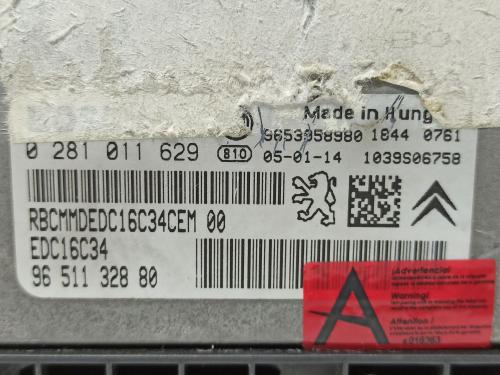 Made in Hung
9653958980 1844 0761
0 281 011 629 810 05-01-14 1039S06758
RBCMMDEDC16C34CEM 00
EDC16C34
96 511 328 80
A
¡Advertencia!
Warning!
Attention !